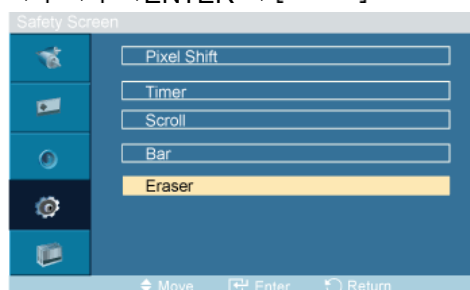 Safety Screen
Pixel Shift
Timer
Scroll
Bar
Eraser
Move Enter Return